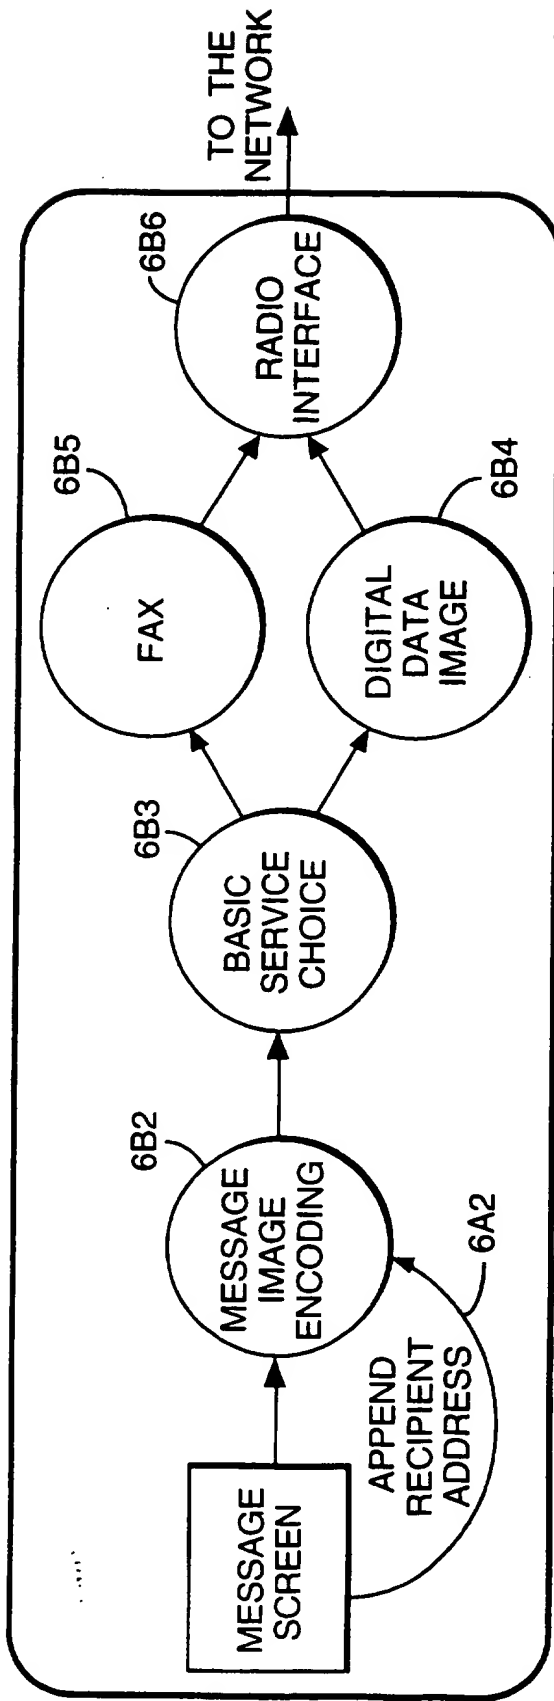 MESSAGE
SCREEN
APPEND
RECIPIENT
ADDRESS
6A2
6B2
MESSAGE
IMAGE
ENCODING
6B3
BASIC
SERVICE
CHOICE
6B5
FAX
DIGITAL
DATA
IMAGE
6B4
6B6
RADIO
INTERFACE
TO THE
NETWORK